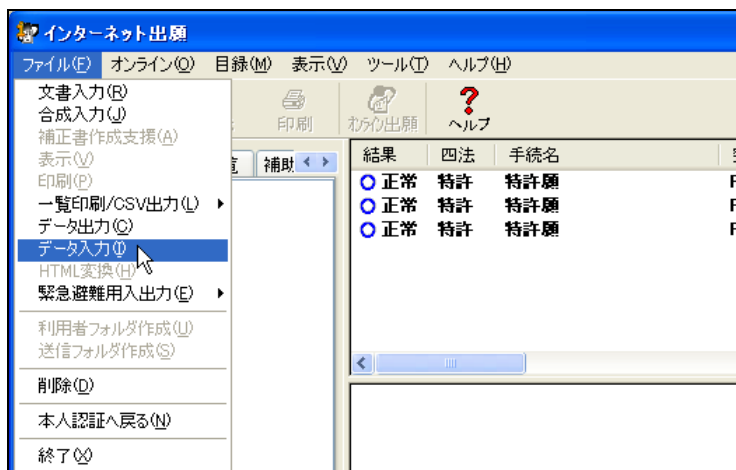 インターネット出願
ファイル(F) オンライン(O) 目録(M) 表示(V) ツール(T) ヘルプ(H)
文書入力(R)
合成入力(J)
補正書作成支援(A)
表示(V)
印刷(P)
一覧印刷/CSV出力(L)
データ出力(C)
データ入力(I)
HTML変換(H)
緊急避難用入出力(E)
利用者フォルダ作成(U)
送信フォルダ作成(S)
削除(D)
本人認証へ戻る(N)
終了(X)
印刷 オンライン出願 ヘルプ
補助
結果 四法 手続名
正常 特許 特許願
正常 特許 特許願
正常 特許 特許願